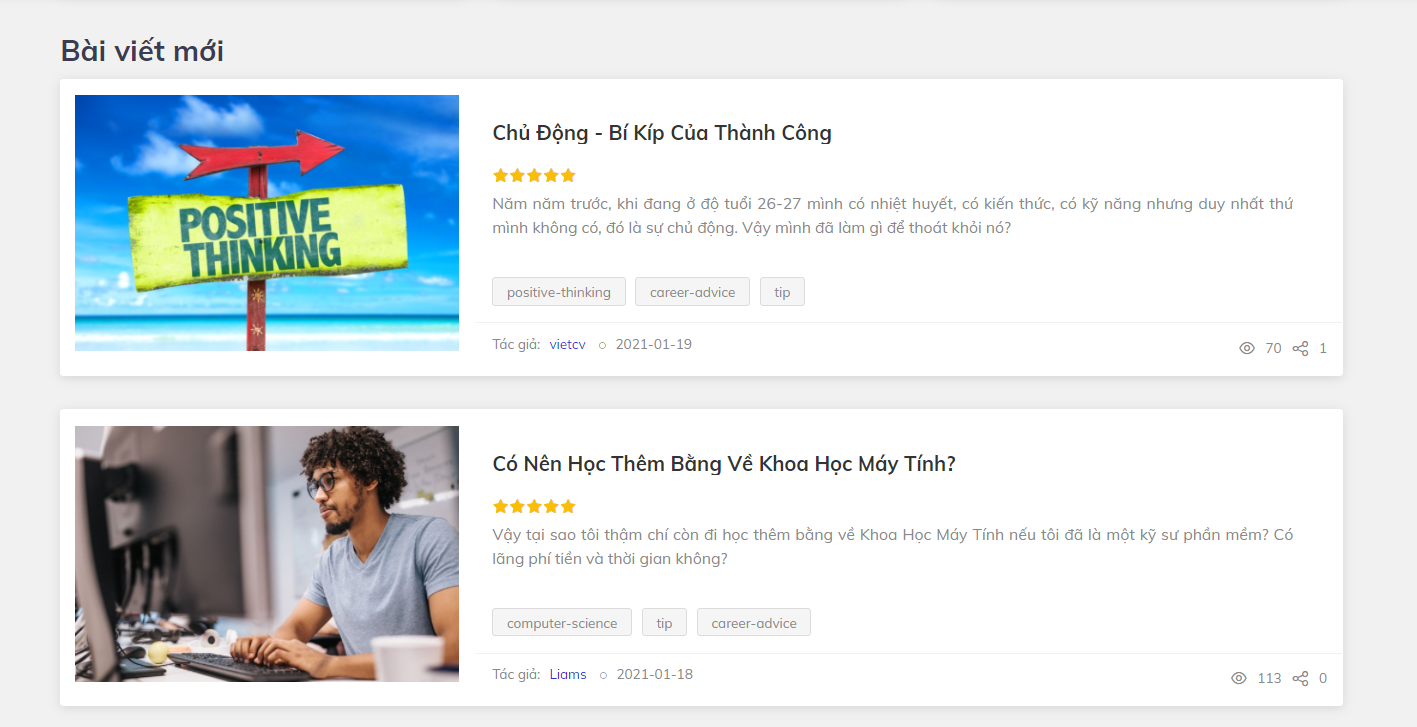 Bài viết mới
POSITIVE
THINKING
Chủ Động - Bí Kíp Của Thành Công
Năm năm trước, khi đang ở độ tuổi 26-27 mình có nhiệt huyết, có kiến thức, có kỹ năng nhưng duy nhất thứ
mình không có, đó là sự chủ động. Vậy mình đã làm gì để thoát khỏi nó?
positive-thinking career-advice tip
Tác giả: vietcv 2021-01-19 70 1
Có Nên Học Thêm Bằng Về Khoa Học Máy Tính?
Vậy tại sao tôi thậm chí còn đi học thêm bằng về Khoa Học Máy Tính nếu tôi đã là một kỹ sư phần mềm? Có
lãng phí tiền và thời gian không?
computer-science tip career-advice
Tác giả: Liams 2021-01-18 113 0